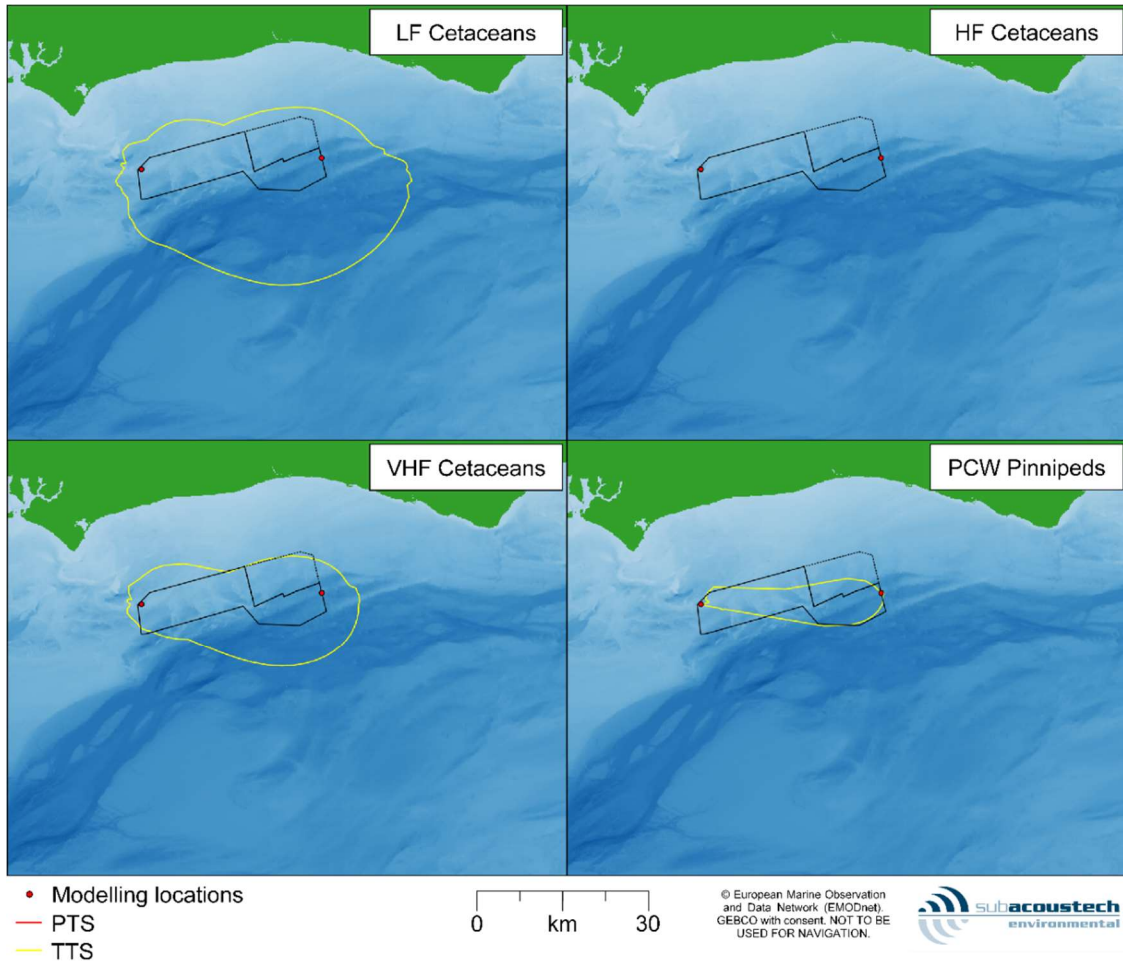 LF Cetaceans
HF Cetaceans
VHF Cetaceans
PCW Pinnipeds
Modelling locations
PTS
TTS
0 km 30
© European Marine Observation
and Data Network (EMODnet).
GEBCO with consent. NOT TO BE
USED FOR NAVIGATION.
subacoustech
environmental